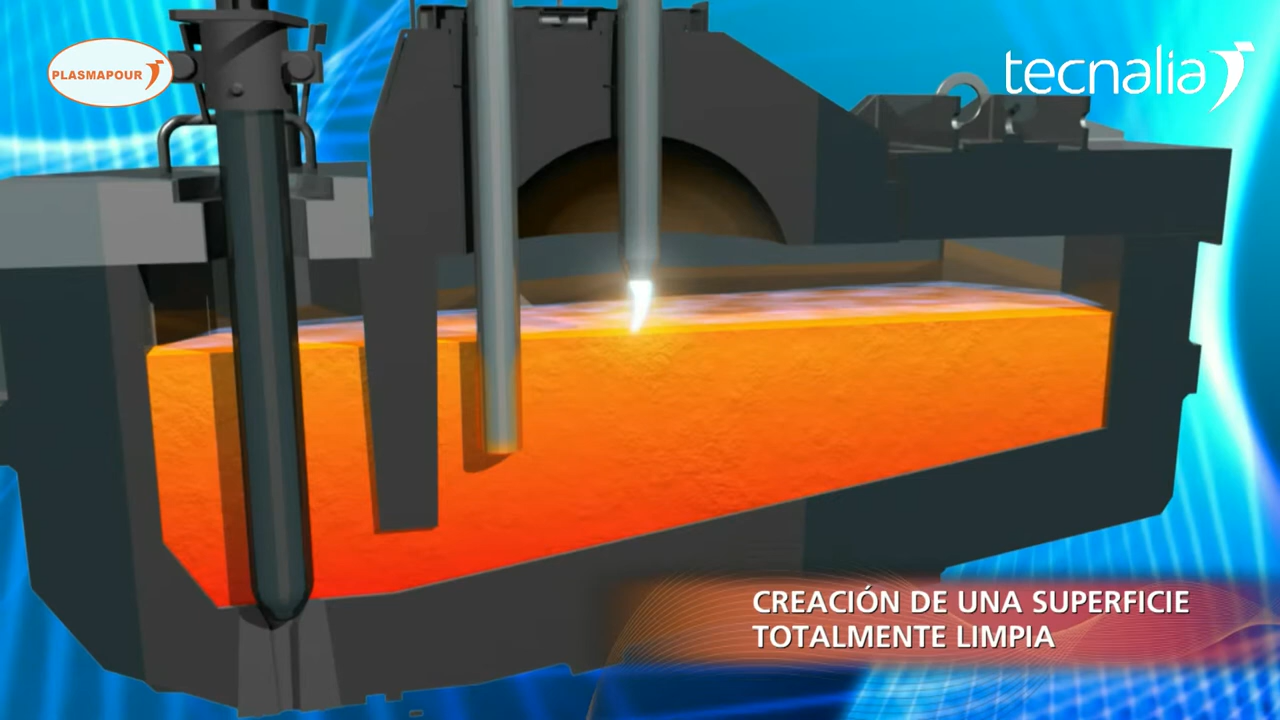 PLASMAPOUR
tecnalia
CREACIÓN DE UNA SUPERFICIE
TOTALMENTE LIMPIA